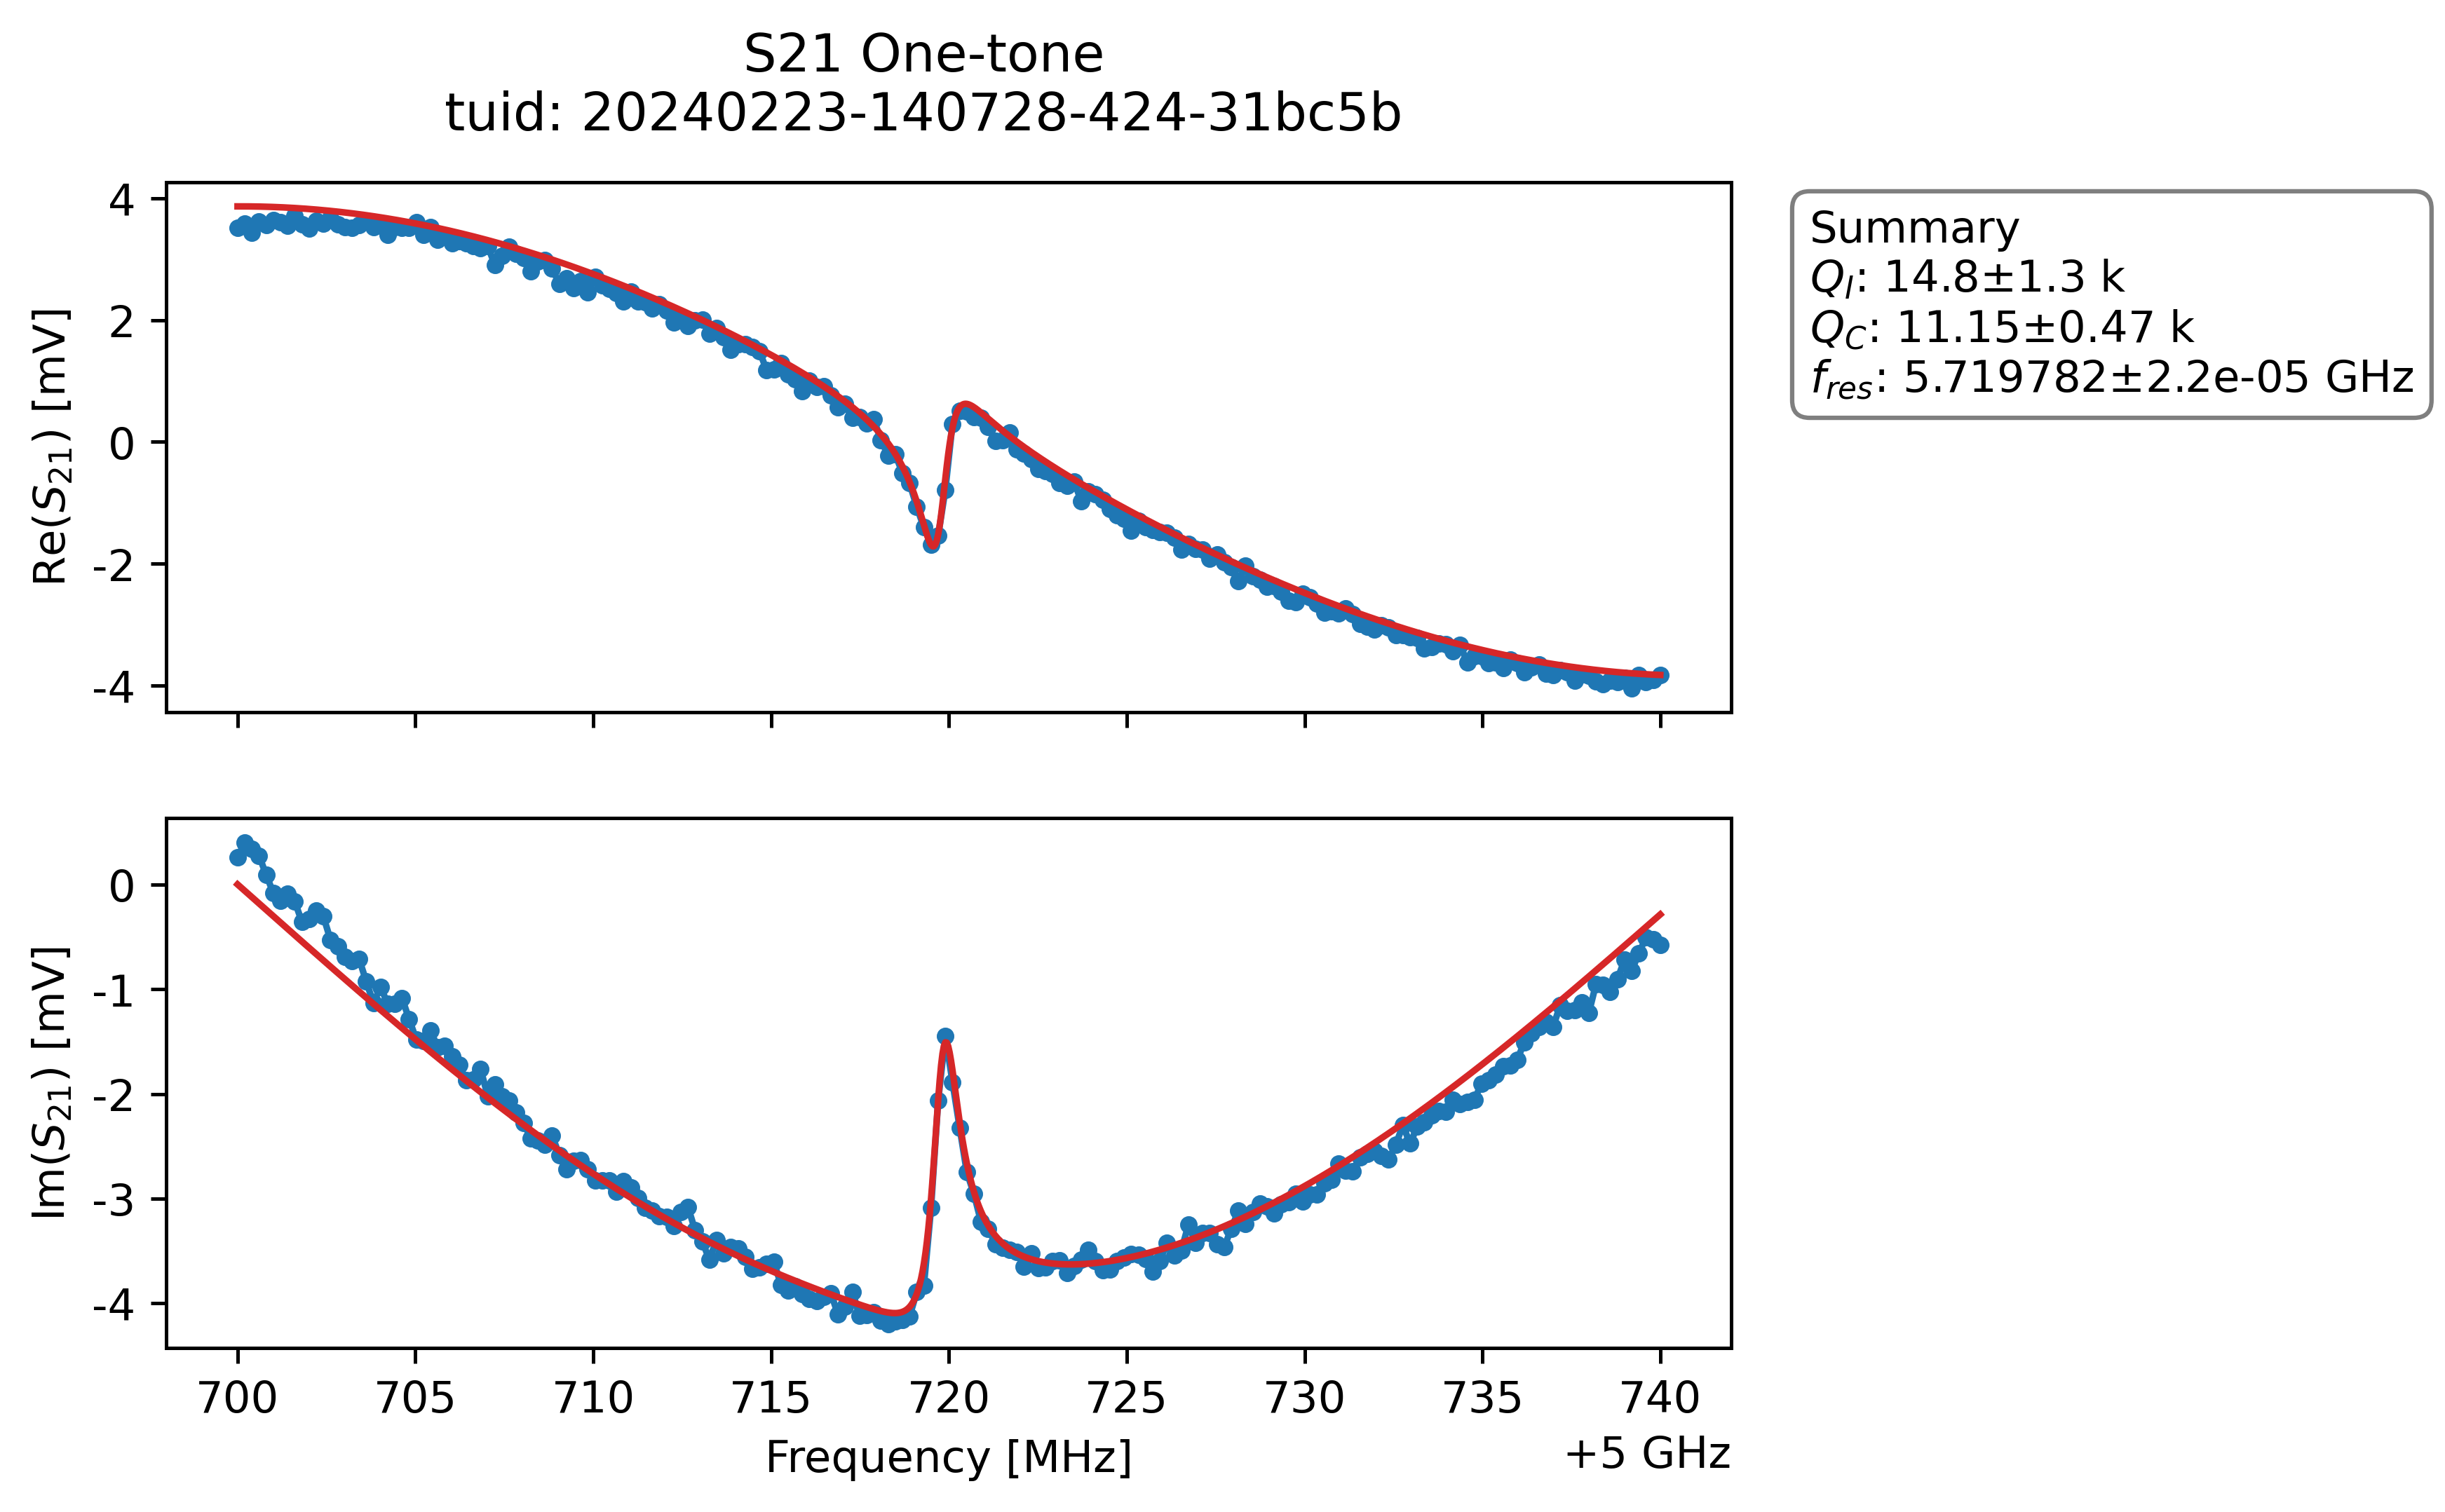 S21 One-tone
tuid: 20240223-140728-424-31bc5b
4
2
0
-2
-4
Re(S21) [mV]
Summary
QI: 14.8±1.3 k
QC: 11.15±0.47 k
fres: 5.719782±2.2e-05 GHz
0
-1
-2
-3
-4
Im(S21) [mV]
700 705 710 715 720 725 730 735 740
Frequency [MHz]
+5 GHz